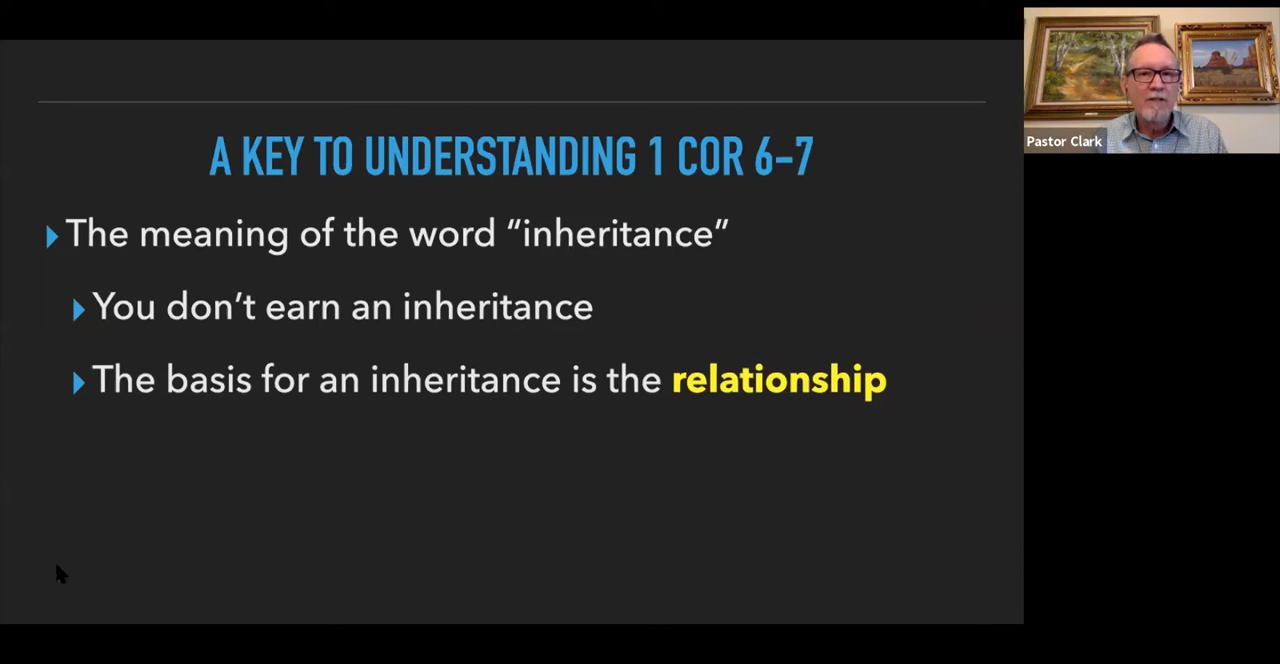 A KEY TO UNDERSTANDING 1 COR 6-7
The meaning of the word “inheritance”
You don’t earn an inheritance
The basis for an inheritance is the relationship
Pastor Clark